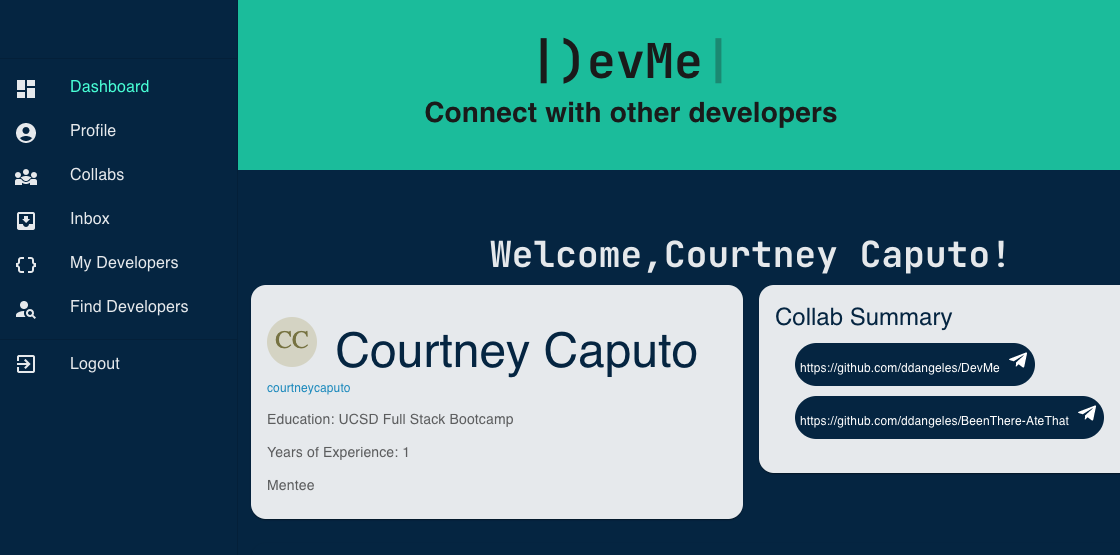 Dashboard
Profile
Collabs
Inbox
My Developers
Find Developers
Logout
|)evMe|
Connect with other developers
Welcome,Courtney Caputo!
CC
Courtney Caputo
courtneycaputo
Education: UCSD Full Stack Bootcamp
Years of Experience: 1
Mentee
Collab Summary
https://github.com/ddangeles/DevMe
https://github.com/ddangeles/BeenThere-AteThat